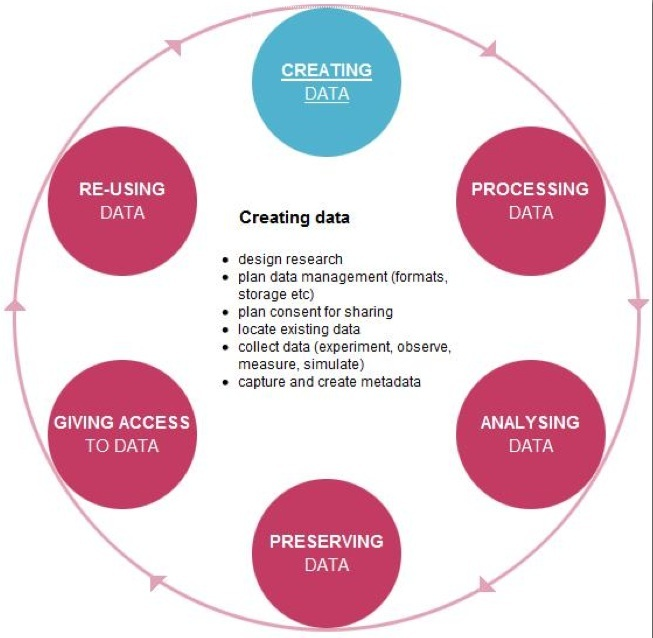 CREATING
DATA
RE-USING
DATA
PROCESSING
DATA
Creating data
• design research
• plan data management (formats,
storage etc)
• plan consent for sharing
• locate existing data
• collect data (experiment, observe,
measure, simulate)
• capture and create metadata
GIVING ACCESS
TO DATA
ANALYSING
DATA
PRESERVING
DATA